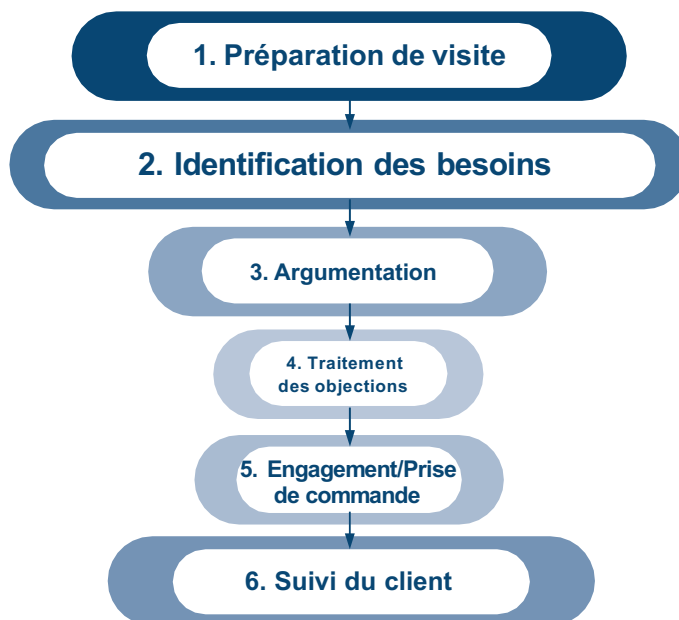 1. Préparation de visite
2. Identification des besoins
3. Argumentation
4. Traitement
des objections
5. Engagement/Prise
de commande
6. Suivi du client